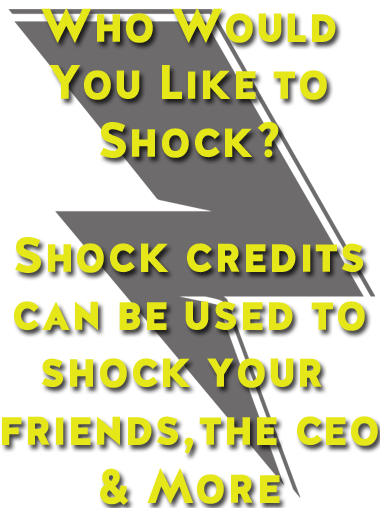 Who Would
You Like to
Shock?
Shock credits
can be used to
shock your
friends,the CEO
& More